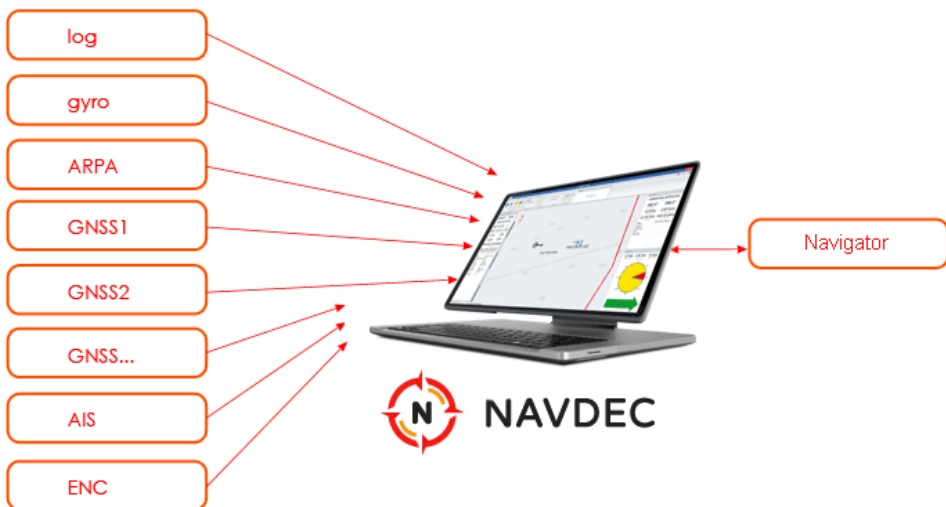 log
gyro
ARPA
GNSS1
GNSS2
GNSS...
AIS
ENC
Navigator
N NAVDEC